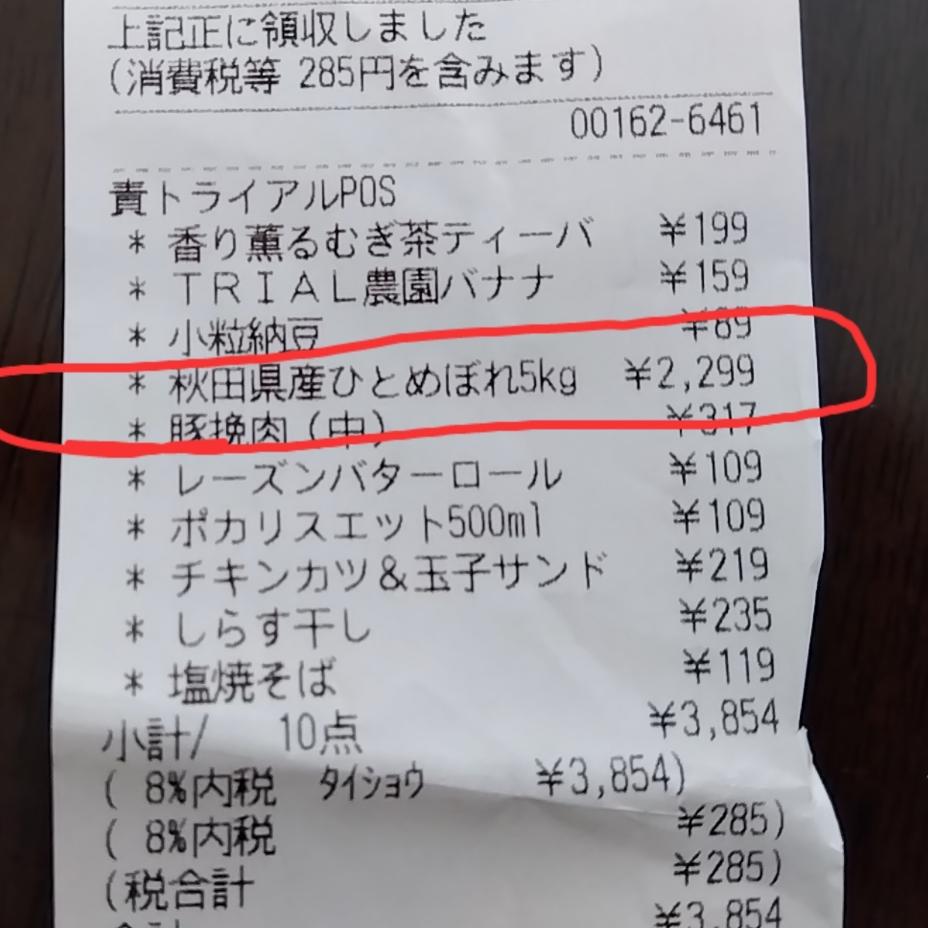 上記正に領収しました
(消費税等 285円を含みます)
00162-6461
責トライアルPOS
* 香り薫るむぎ茶ティーバ ¥199
* TRIAL農園バナナ ¥159
* 小粒納豆 ¥89
* 秋田県産ひとめぼれ5kg ¥2,299
* 豚挽肉(中) ¥317
* レーズンバターロール ¥109
* ポカリスエット500ml ¥109
* チキンカツ&玉子サンド ¥219
* しらす干し ¥235
* 塩焼そば ¥119
小計/ 10点 ¥3,854
( 8%内税 タイショウ ¥3,854)
( 8%内税 ¥285)
(税合計 ¥285)
¥3,854